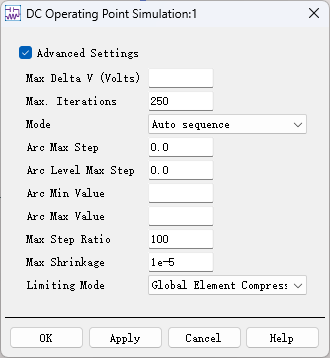 DC Operating Point Simulation:1
Advanced Settings
Max Delta V (Volts)
Max. Iterations 250
Mode Auto sequence
Arc Max Step 0.0
Arc Level Max Step 0.0
Arc Min Value
Arc Max Value
Max Step Ratio 100
Max Shrinkage 1e-5
Limiting Mode Global Element Compress
OK Apply Cancel Help